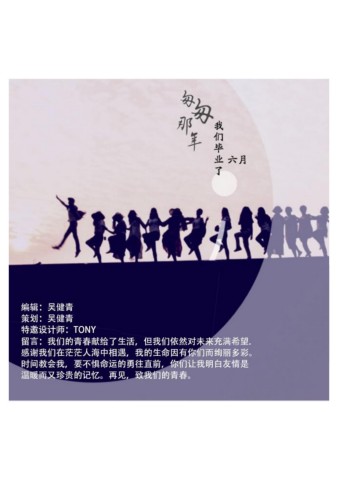 匆匆那年
我们毕业了
六月
编辑：吴健青
策划：吴健青
特邀设计师：TONY
留言：我们的青春献给了生活，但我们依然对未来充满希望。
感谢我们在茫茫人海中相遇，我的生命因有你们而绚丽多彩。
时间教会我，要不惧命运的勇往直前，你们让我明白友情是
温暖而又珍贵的记忆。再见，致我们的青春。